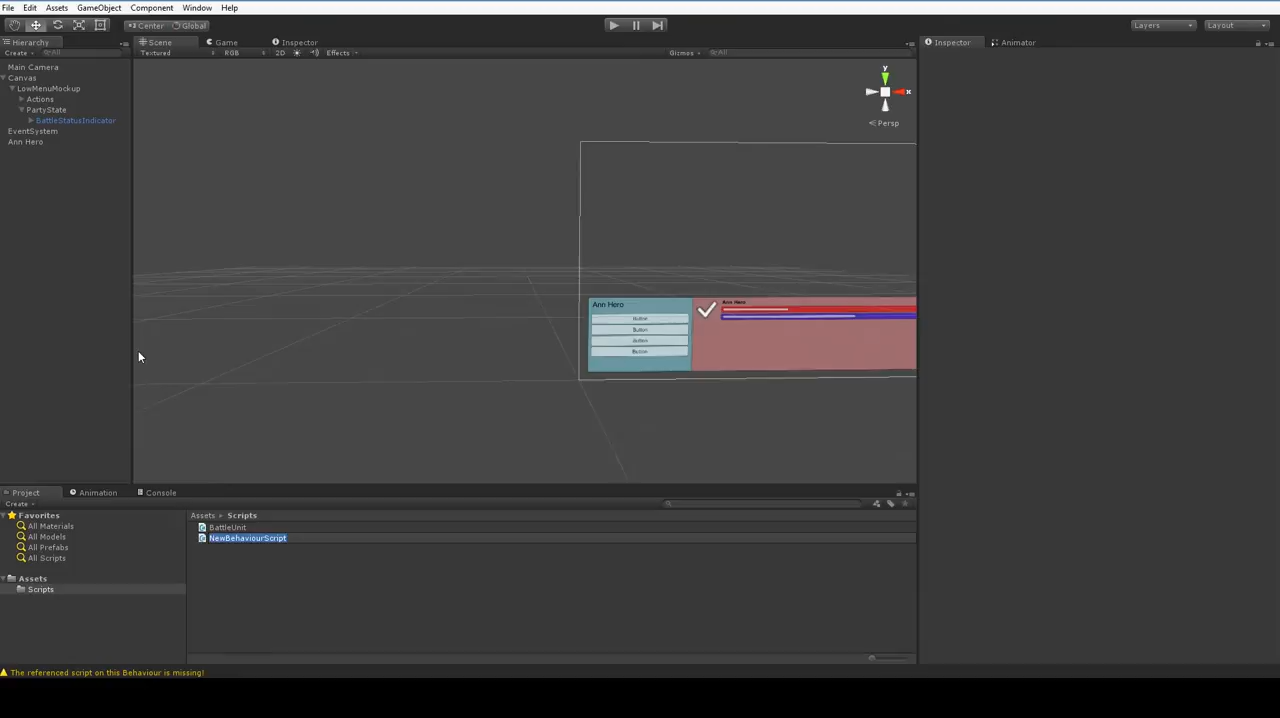 File Edit Assets GameObject Component Window Help
Center Global Layers Layout
Hierarchy Scene Game Inspector Inspector Animator
Create All Textured RGB 2D Effects Gizmos All
Main Camera
Canvas
LowMenuMockup
Actions
PartyState
BattleStatusIndicator
EventSystem
Ann Hero
y
x
Persp
Ann Hero
Button
Button
Button
Button
Ann Hero
Project Animation Console
Create
Favorites
All Materials
All Models
All Prefabs
All Scripts
Assets
Scripts
Assets Scripts
BattleUnit
NewBehaviourScript
The referenced script on this Behaviour is missing!